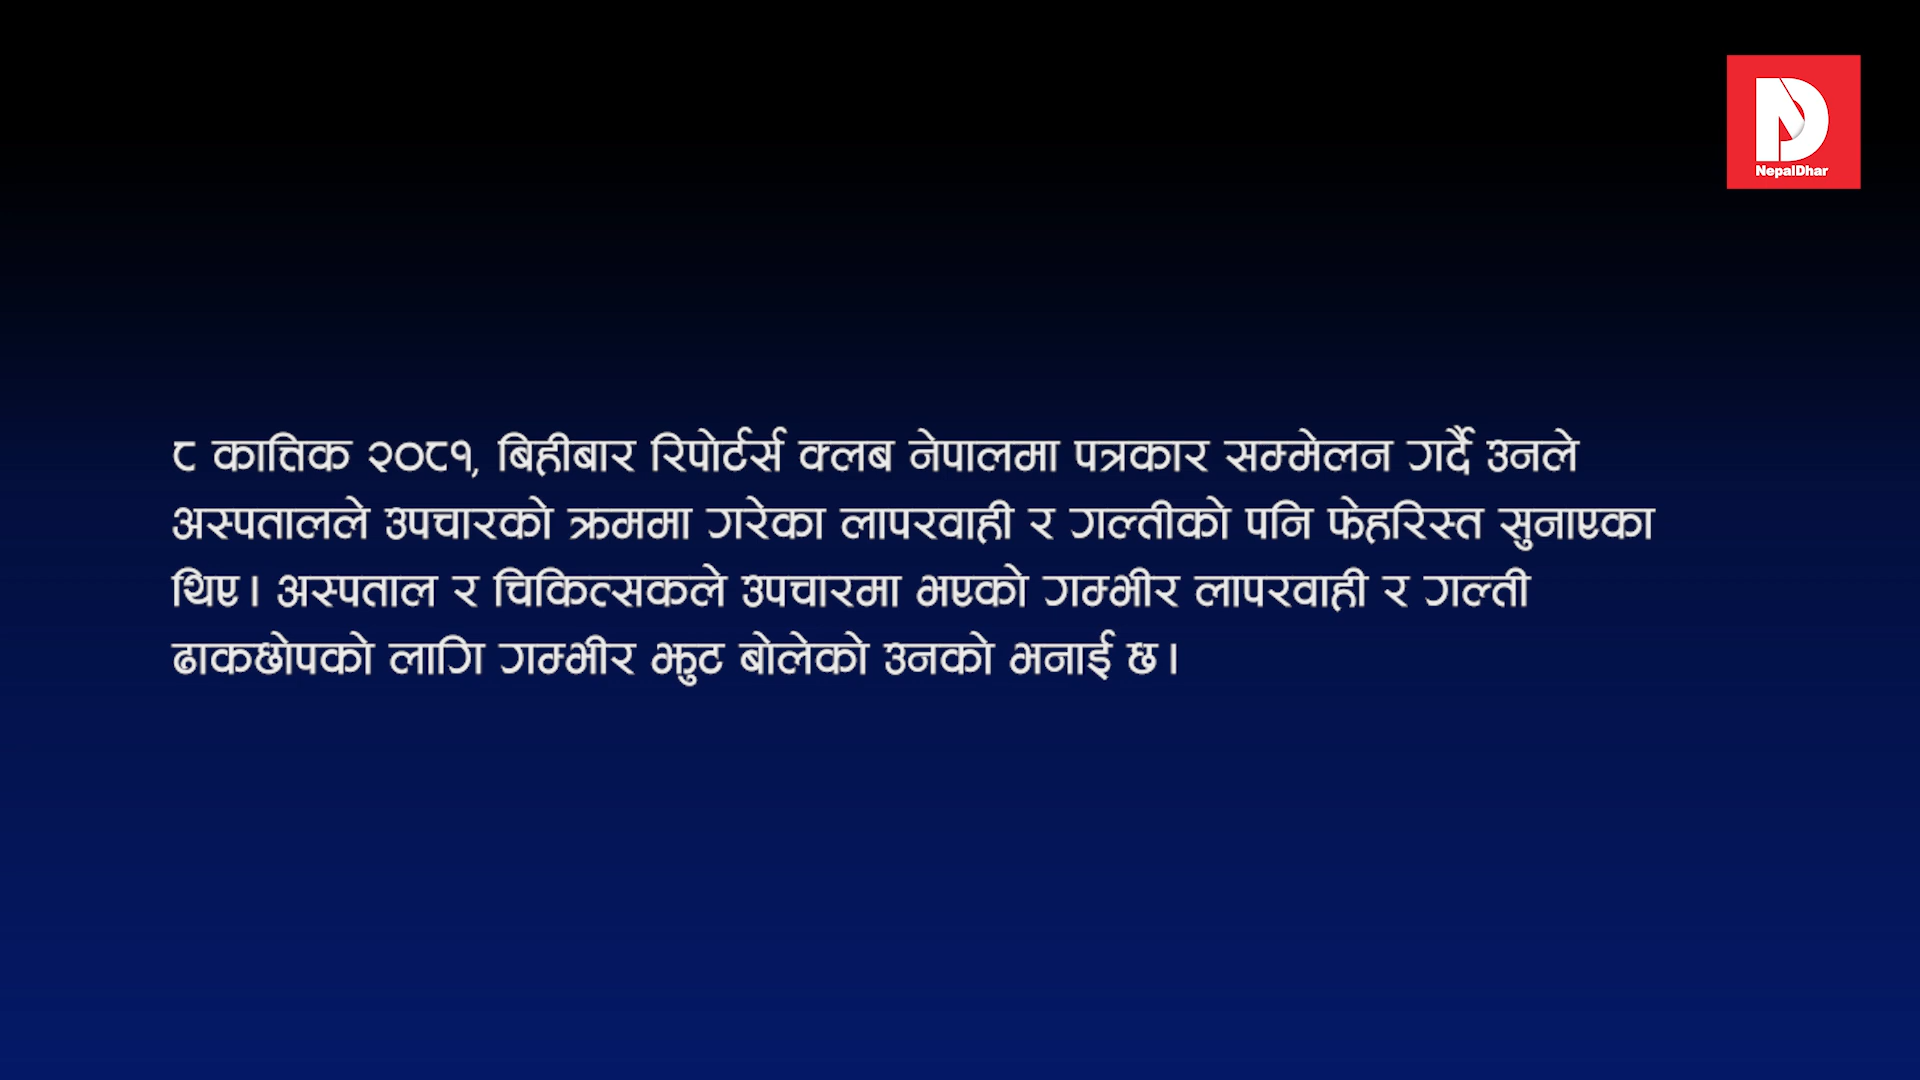 NepalDhar
८ कात्तिक २०८१, बिहीबार रिपोर्टर्स क्लब नेपालमा पत्रकार सम्मेलन गर्दै उनले
अस्पतालले उपचारको क्रममा गरेका लापरवाही र गल्तीको पनि फेहरिस्त सुनाएका
थिए । अस्पताल र चिकित्सकले उपचारमा भएको गम्भीर लापरवाही र गल्ती
ढाकछोपको लागि गम्भीर झुट बोलेको उनको भनाई छ ।